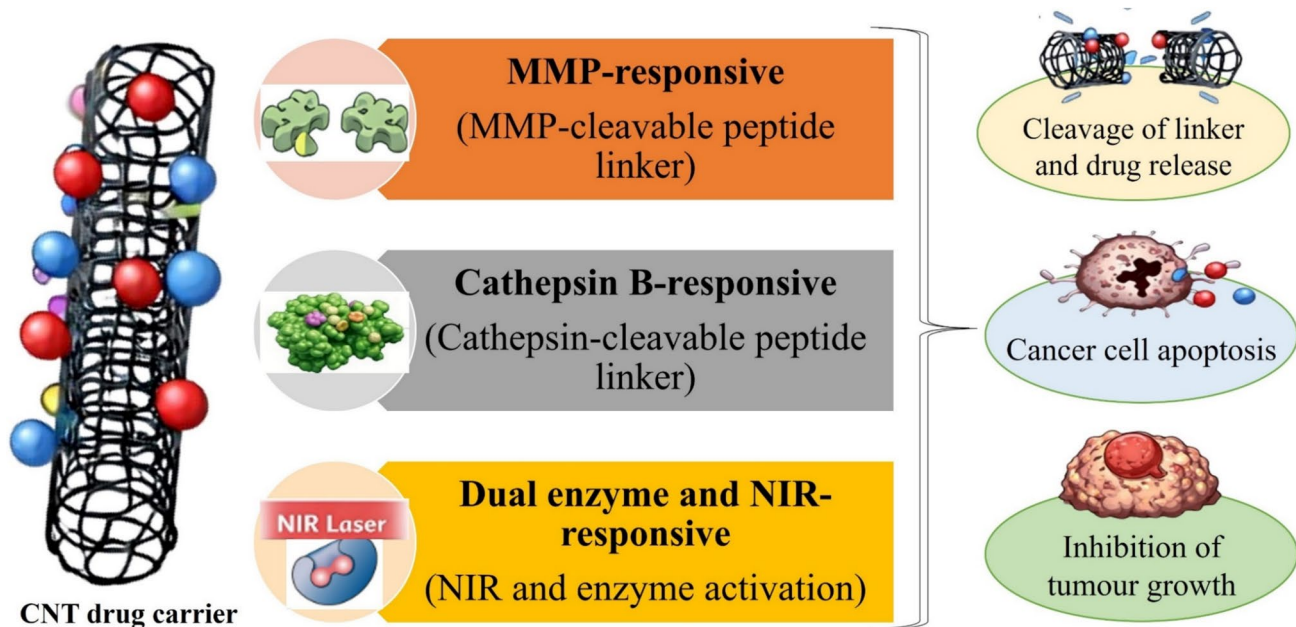 CNT drug carrier
MMP-responsive
(MMP-cleavable peptide
linker)
Cathepsin B-responsive
(Cathepsin-cleavable peptide
linker)
NIR Laser
Dual enzyme and NIR-
responsive
(NIR and enzyme activation)
Cleavage of linker
and drug release
Cancer cell apoptosis
Inhibition of
tumour growth